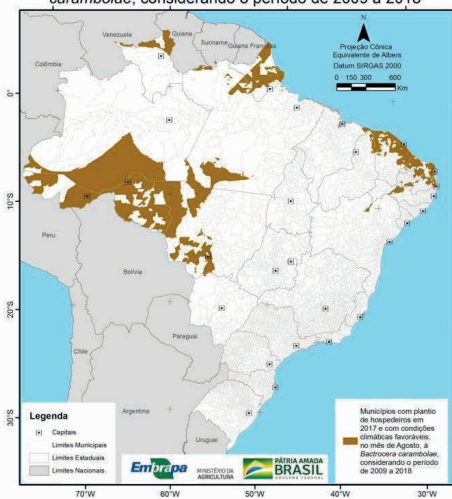 carambolae, considerando o período de 2009 a 2018
N
Projeção Cônica
Equivalente de Albers
Datum SIRGAS 2000
0 150 300 600
Km
Venezuela
Guiana
Suriname
Guiana Francesa
Colômbia
Peru
Bolívia
Paraguai
Chile
Argentina
Uruguai
0°
10°S
20°S
30°S
Legenda
Capitais
Limites Municipais
Limites Estaduais
Limites Nacionais
Embrapa
MINISTÉRIO DA
AGRICULTURA
PÁTRIA AMADA
BRASIL
GOVERNO FEDERAL
Municípios com plantio
de hospedeiros em
2017 e com condições
climáticas favoráveis,
no mês de Agosto, à
Bactrocera carambolae,
considerando o período
de 2009 a 2018
70°W 60°W 50°W 40°W 30°W